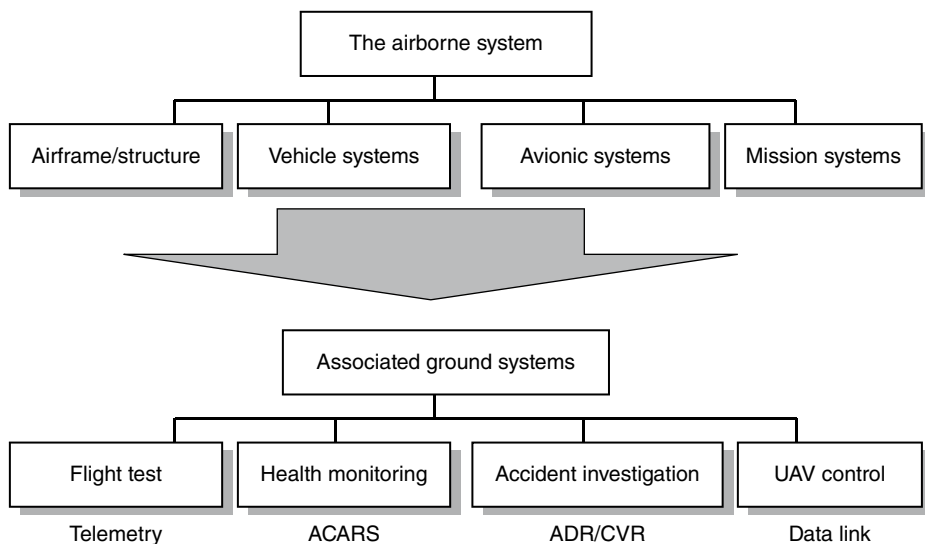 The airborne system
Airframe/structure
Vehicle systems
Avionic systems
Mission systems
Associated ground systems
Flight test
Health monitoring
Accident investigation
UAV control
Telemetry
ACARS
ADR/CVR
Data link